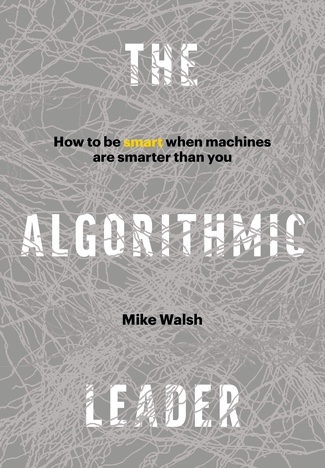 THE
How to be smart when machines
are smarter than you
ALGORITHMIC
Mike Walsh
LEADER